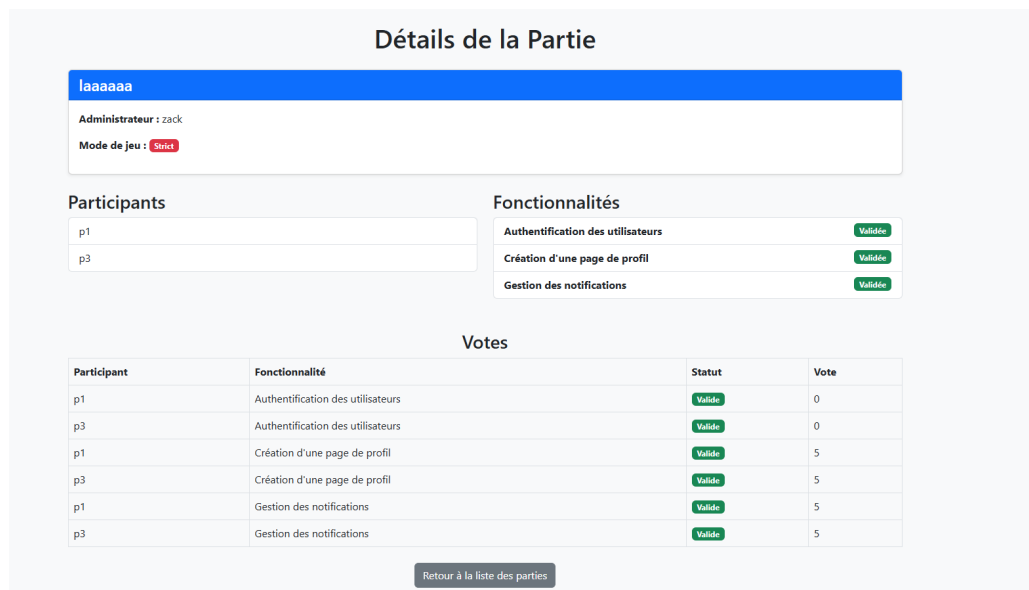 Détails de la Partie
laaaaaa
Administrateur : zack
Mode de jeu : Strict
Participants
p1
p3
Fonctionnalités
Authentification des utilisateurs Validée
Création d'une page de profil Validée
Gestion des notifications Validée
Votes
Participant Fonctionnalité Statut Vote
p1 Authentification des utilisateurs Valide 0
p3 Authentification des utilisateurs Valide 0
p1 Création d'une page de profil Valide 5
p3 Création d'une page de profil Valide 5
p1 Gestion des notifications Valide 5
p3 Gestion des notifications Valide 5
Retour à la liste des parties